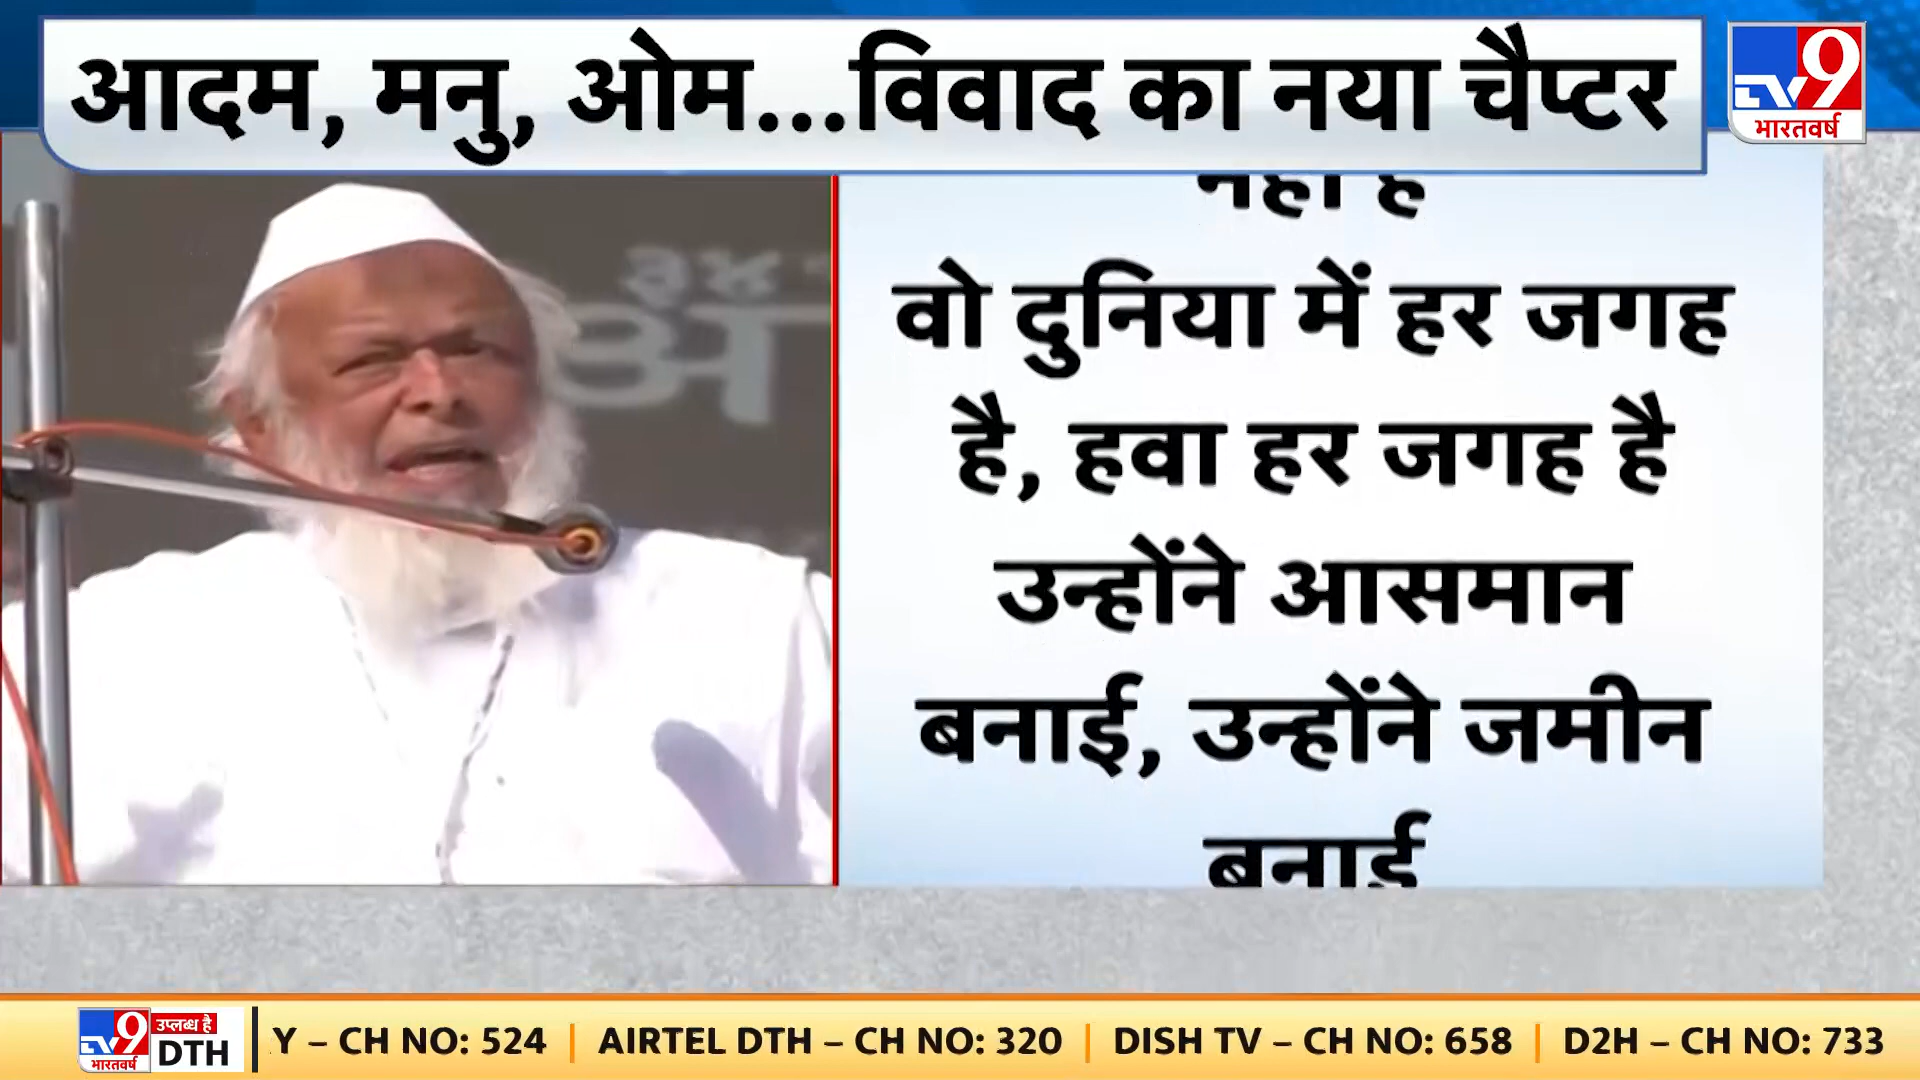 आदम, मनु, ओम...विवाद का नया चैप्टर
TV9
भारतवर्ष
नहीं है
वो दुनिया में हर जगह
है, हवा हर जगह है
उन्होंने आसमान
बनाई, उन्होंने जमीन
बनाई
TV9 उपलब्ध है
भारतवर्ष DTH
Y – CH NO: 524 | AIRTEL DTH – CH NO: 320 | DISH TV – CH NO: 658 | D2H – CH NO: 733